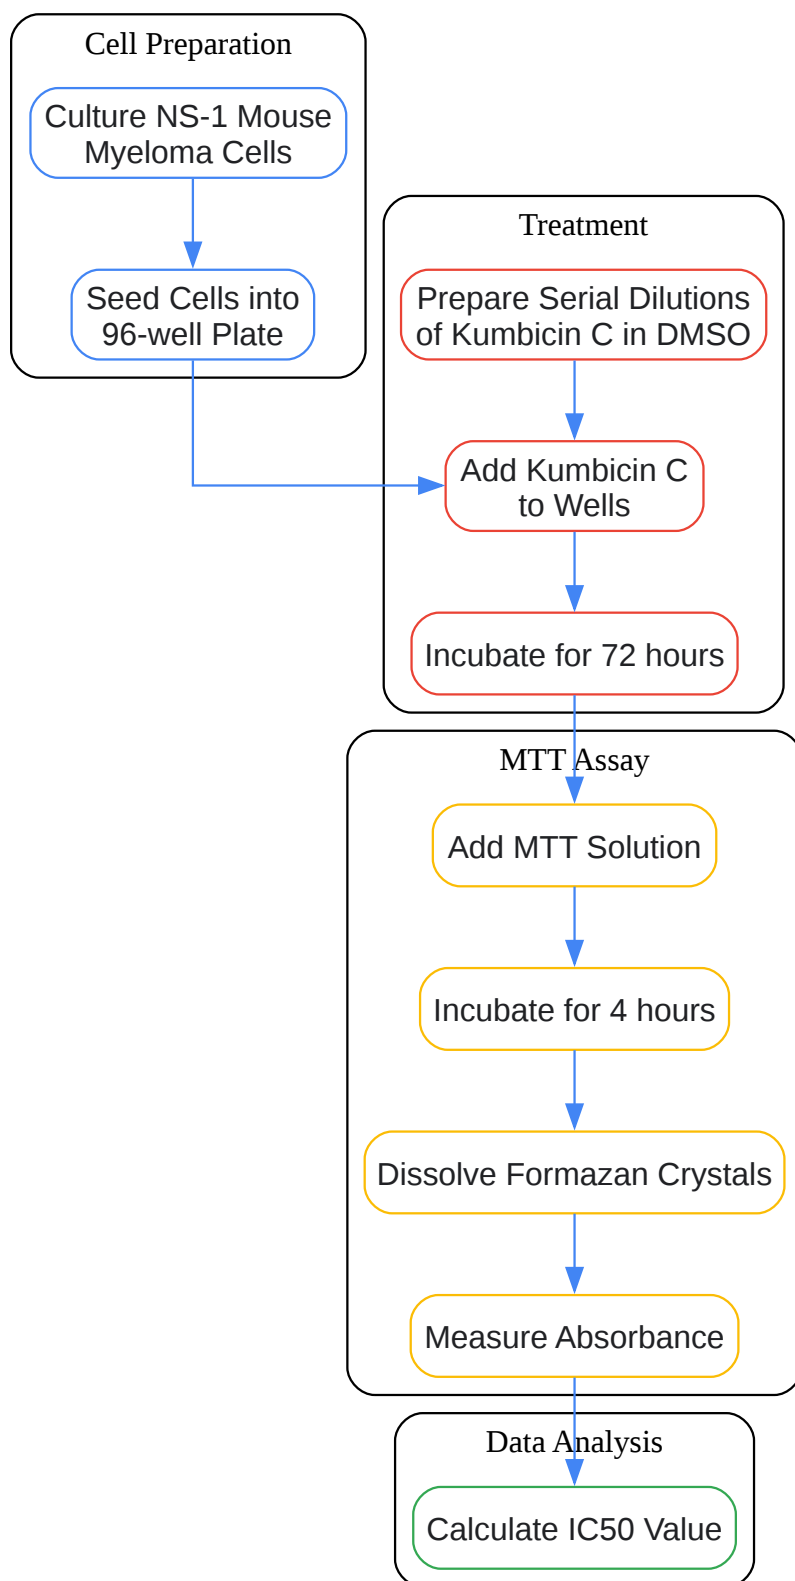 Cell Preparation
Culture NS-1 Mouse
Myeloma Cells
Seed Cells into
96-well Plate
Treatment
Prepare Serial Dilutions
of Kumbicin C in DMSO
Add Kumbicin C
to Wells
Incubate for 72 hours
MTT Assay
Add MTT Solution
Incubate for 4 hours
Dissolve Formazan Crystals
Measure Absorbance
Data Analysis
Calculate IC50 Value